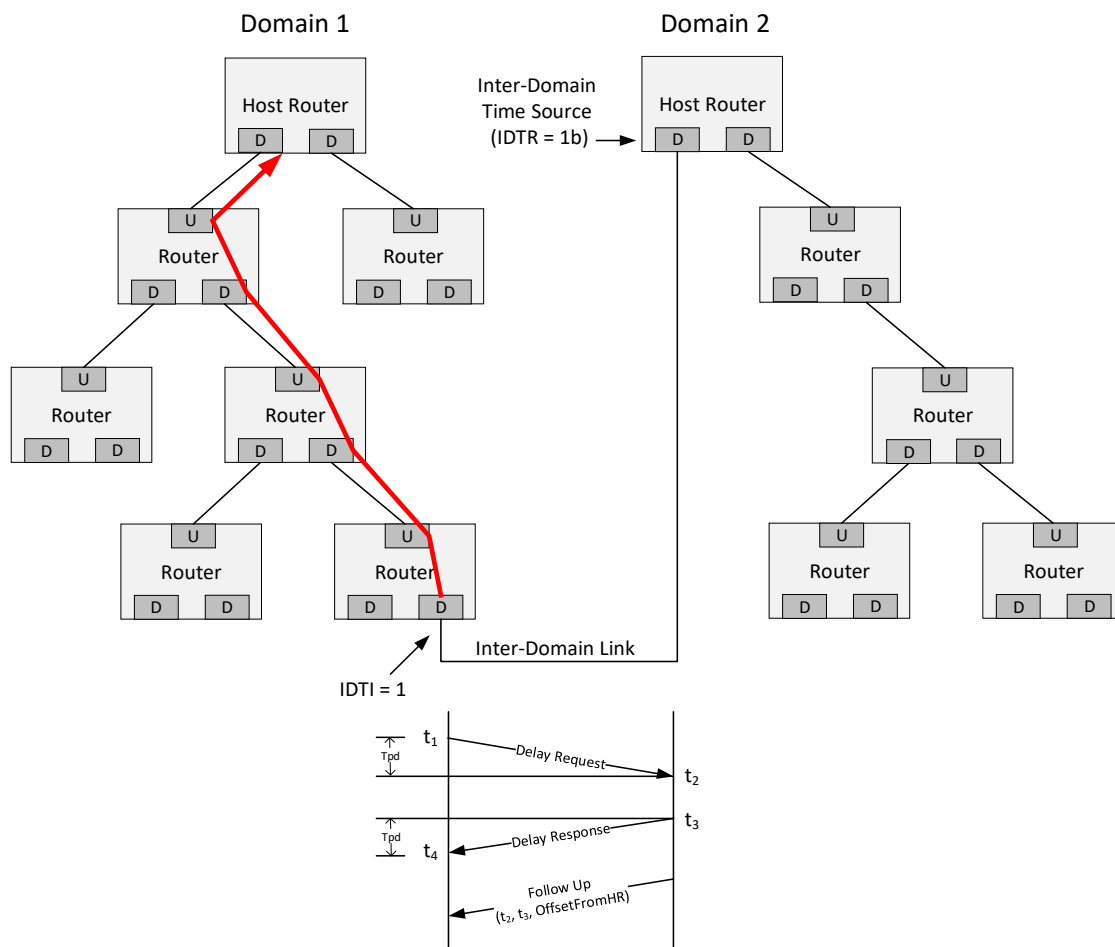 Domain 1
Domain 2
Host Router
D
D
Inter-Domain
Time Source
(IDTR = 1b)
Host Router
D
D
U
Router
D
D
U
Router
D
D
U
Router
D
D
U
Router
D
D
U
Router
D
D
U
Router
D
D
U
Router
D
D
U
Router
D
D
U
Router
D
D
U
Router
D
D
IDTI = 1
Inter-Domain Link
t1
Tpd
Delay Request
t2
t3
Tpd
Delay Response
t4
Follow Up
(t2, t3, OffsetFromHR)